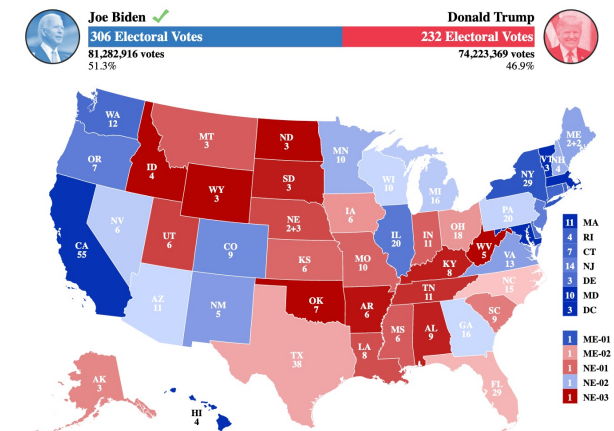 Joe Biden
Donald Trump
306 Electoral Votes
232 Electoral Votes
81,282,916 votes
74,223,369 votes
51.3%
46.9%
WA
12
OR
7
CA
55
NV
6
ID
4
MT
3
WY
3
UT
6
CO
9
AZ
11
NM
5
ND
3
SD
3
NE
2+3
KS
6
OK
7
TX
38
MN
10
IA
6
MO
10
AR
6
LA
8
WI
10
IL
20
MI
16
IN
11
OH
18
KY
8
TN
11
MS
6
AL
9
GA
16
FL
29
SC
9
NC
15
VA
13
WV
5
PA
20
NY
29
VT
3
NH
4
ME
2+2
AK
3
HI
4
11 MA
4 RI
7 CT
14 NJ
3 DE
10 MD
3 DC
1 ME-01
1 ME-02
1 NE-01
1 NE-02
1 NE-03